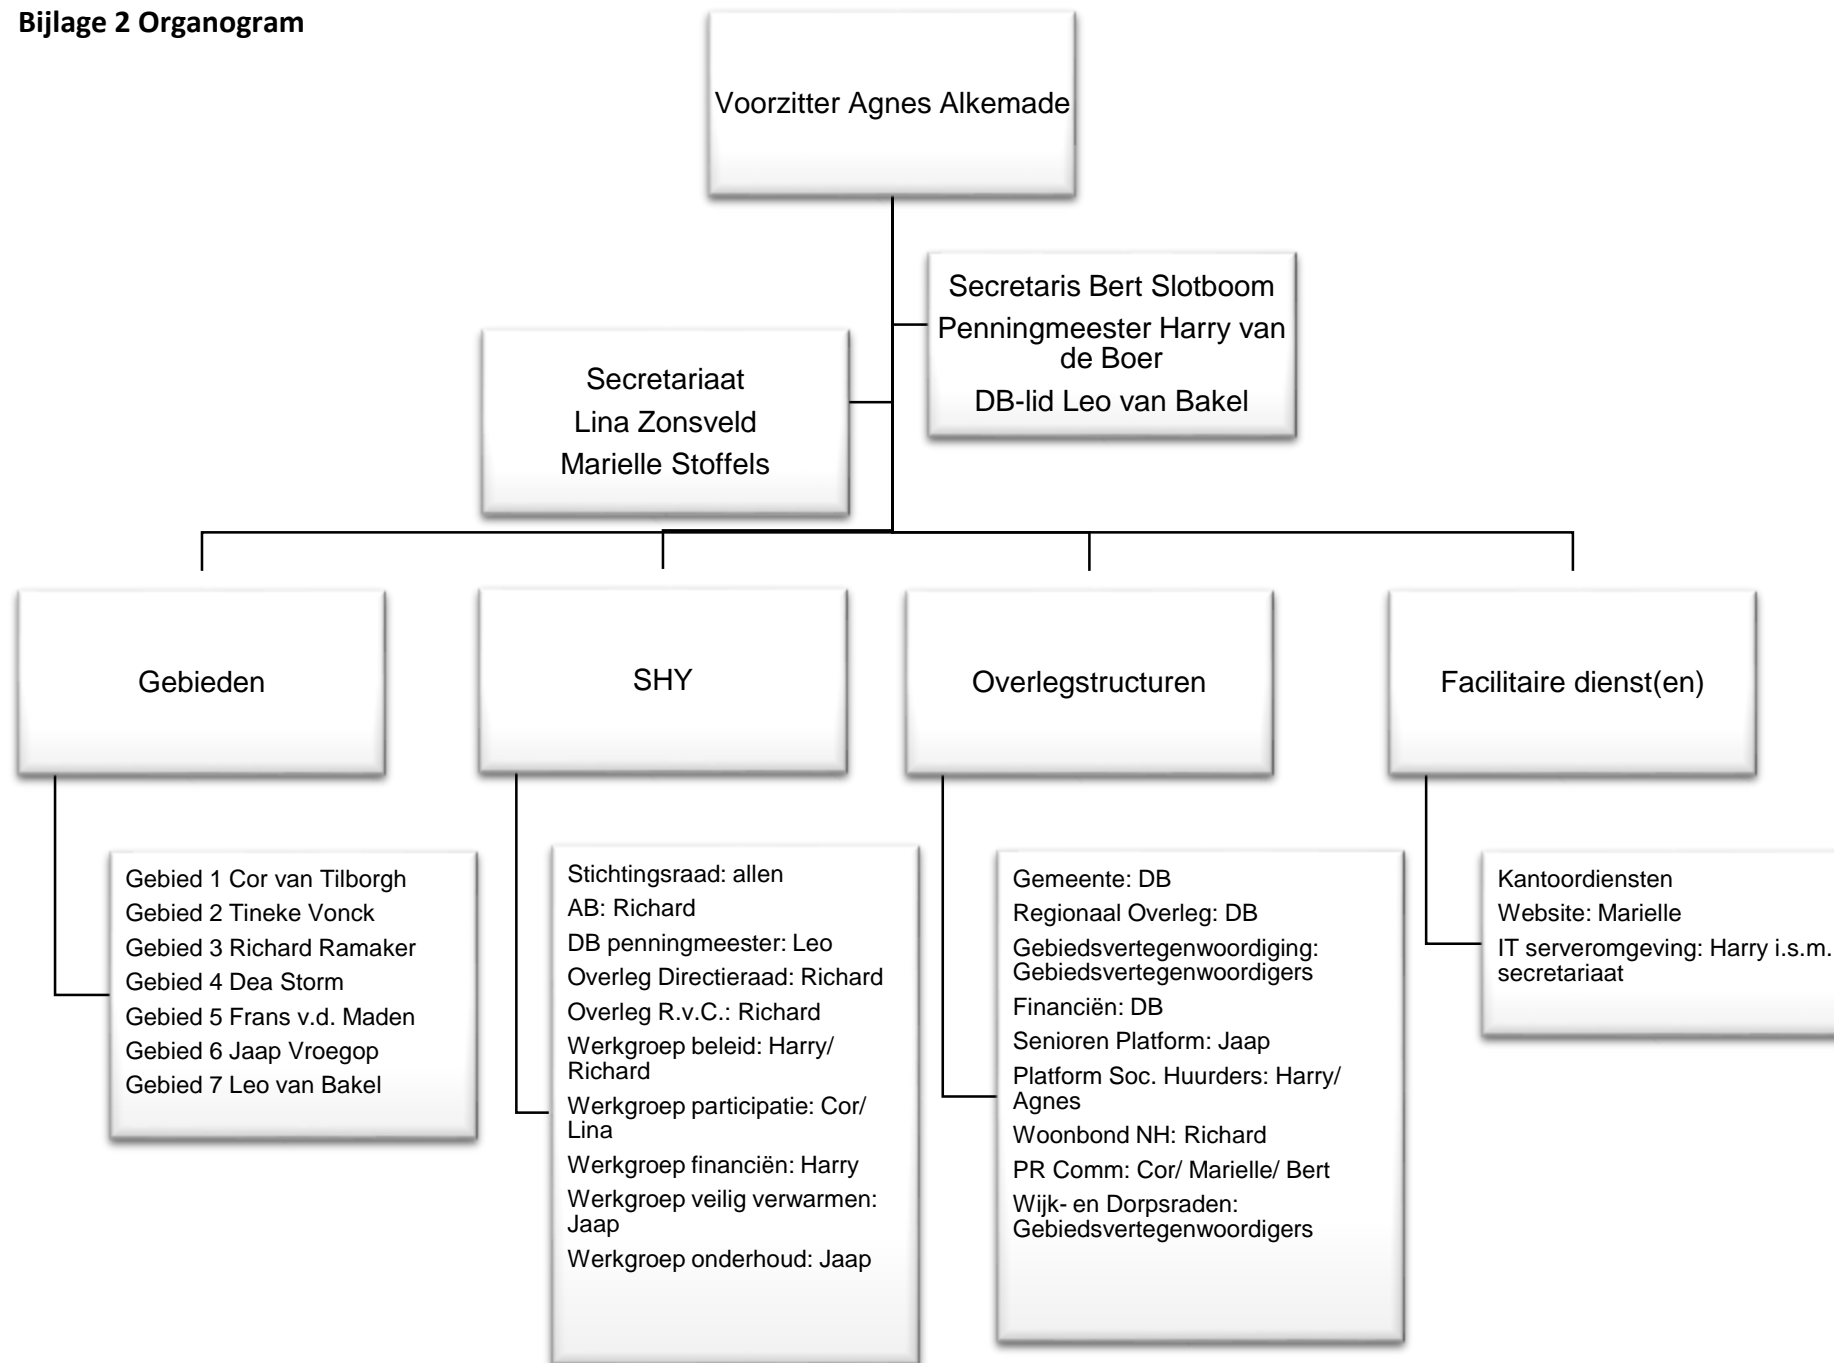 Bijlage 2 Organogram
Voorzitter Agnes Alkemade
Secretaris Bert Slotboom
Penningmeester Harry van
de Boer
DB-lid Leo van Bakel
Secretariaat
Lina Zonsveld
Marielle Stoffels
Gebieden
SHY
Overlegstructuren
Facilitaire dienst(en)
Gebied 1 Cor van Tilborgh
Gebied 2 Tineke Vonck
Gebied 3 Richard Ramaker
Gebied 4 Dea Storm
Gebied 5 Frans v.d. Maden
Gebied 6 Jaap Vroegop
Gebied 7 Leo van Bakel
Stichtingsraad: allen
AB: Richard
DB penningmeester: Leo
Overleg Directieraad: Richard
Overleg R.v.C.: Richard
Werkgroep beleid: Harry/
Richard
Werkgroep participatie: Cor/
Lina
Werkgroep financiën: Harry
Werkgroep veilig verwarmen:
Jaap
Werkgroep onderhoud: Jaap
Gemeente: DB
Regionaal Overleg: DB
Gebiedsvertegenwoordiging:
Gebiedsvertegenwoordigers
Financiën: DB
Senioren Platform: Jaap
Platform Soc. Huurders: Harry/
Agnes
Woonbond NH: Richard
PR Comm: Cor/ Marielle/ Bert
Wijk- en Dorpsraden:
Gebiedsvertegenwoordigers
Kantoordiensten
Website: Marielle
IT serveromgeving: Harry i.s.m.
secretariaat